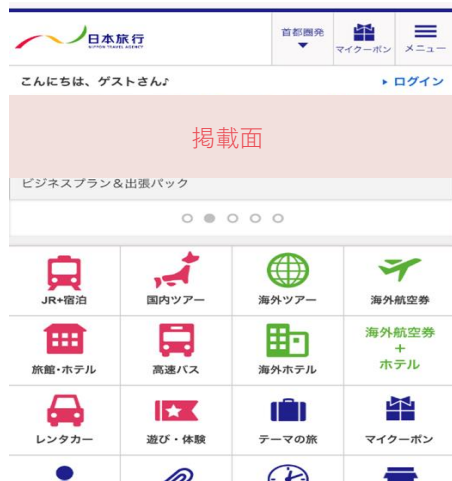 日本旅行
NIPPON TRAVEL AGENCY
首都圏発
マイクーポン
メニュー
こんにちは、ゲストさん♪
ログイン
掲載面
ビジネスプラン&出張パック
JR+宿泊
国内ツアー
海外ツアー
海外航空券
旅館・ホテル
高速バス
海外ホテル
海外航空券
+
ホテル
レンタカー
遊び・体験
テーマの旅
マイクーポン